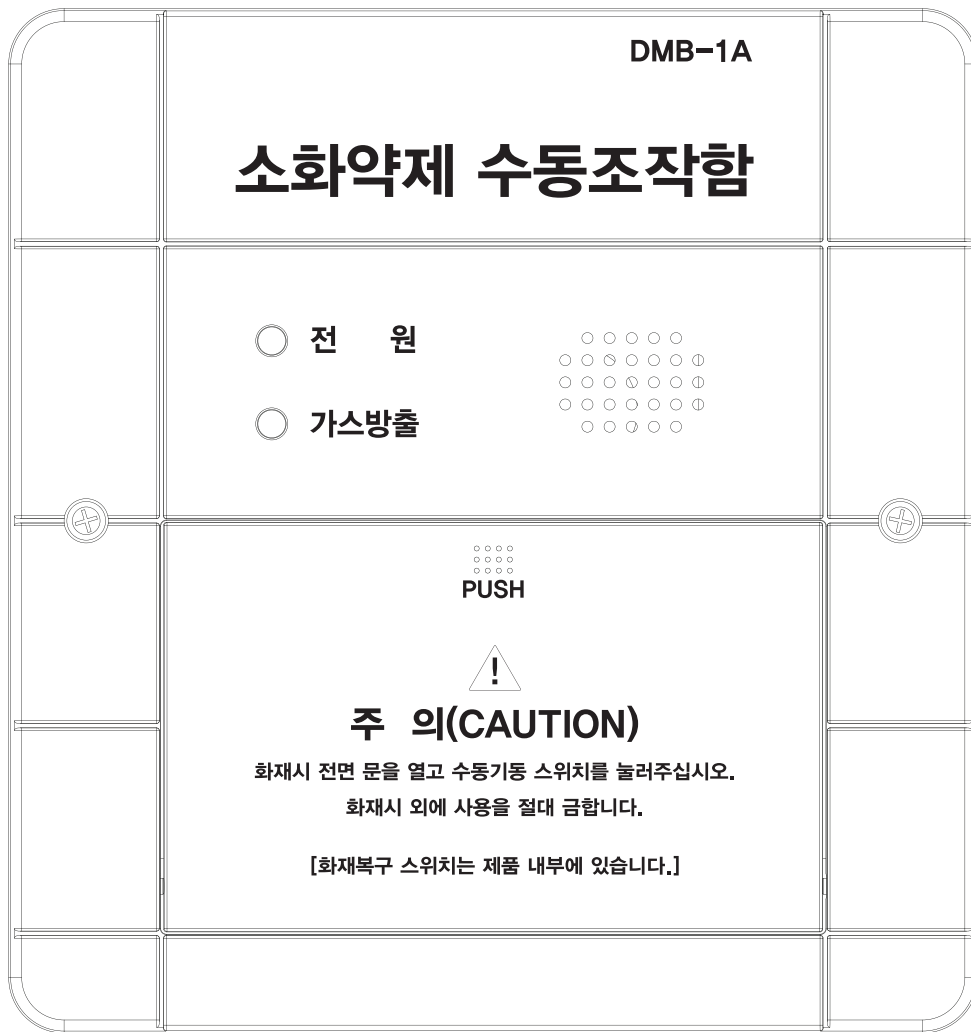 DMB-1A
소화약제 수동조작함
전 원
가스방출
PUSH
!
주 의(CAUTION)
화재시 전면 문을 열고 수동기동 스위치를 눌러주십시오.
화재시 외에 사용을 절대 금합니다.
[화재복구 스위치는 제품 내부에 있습니다.]